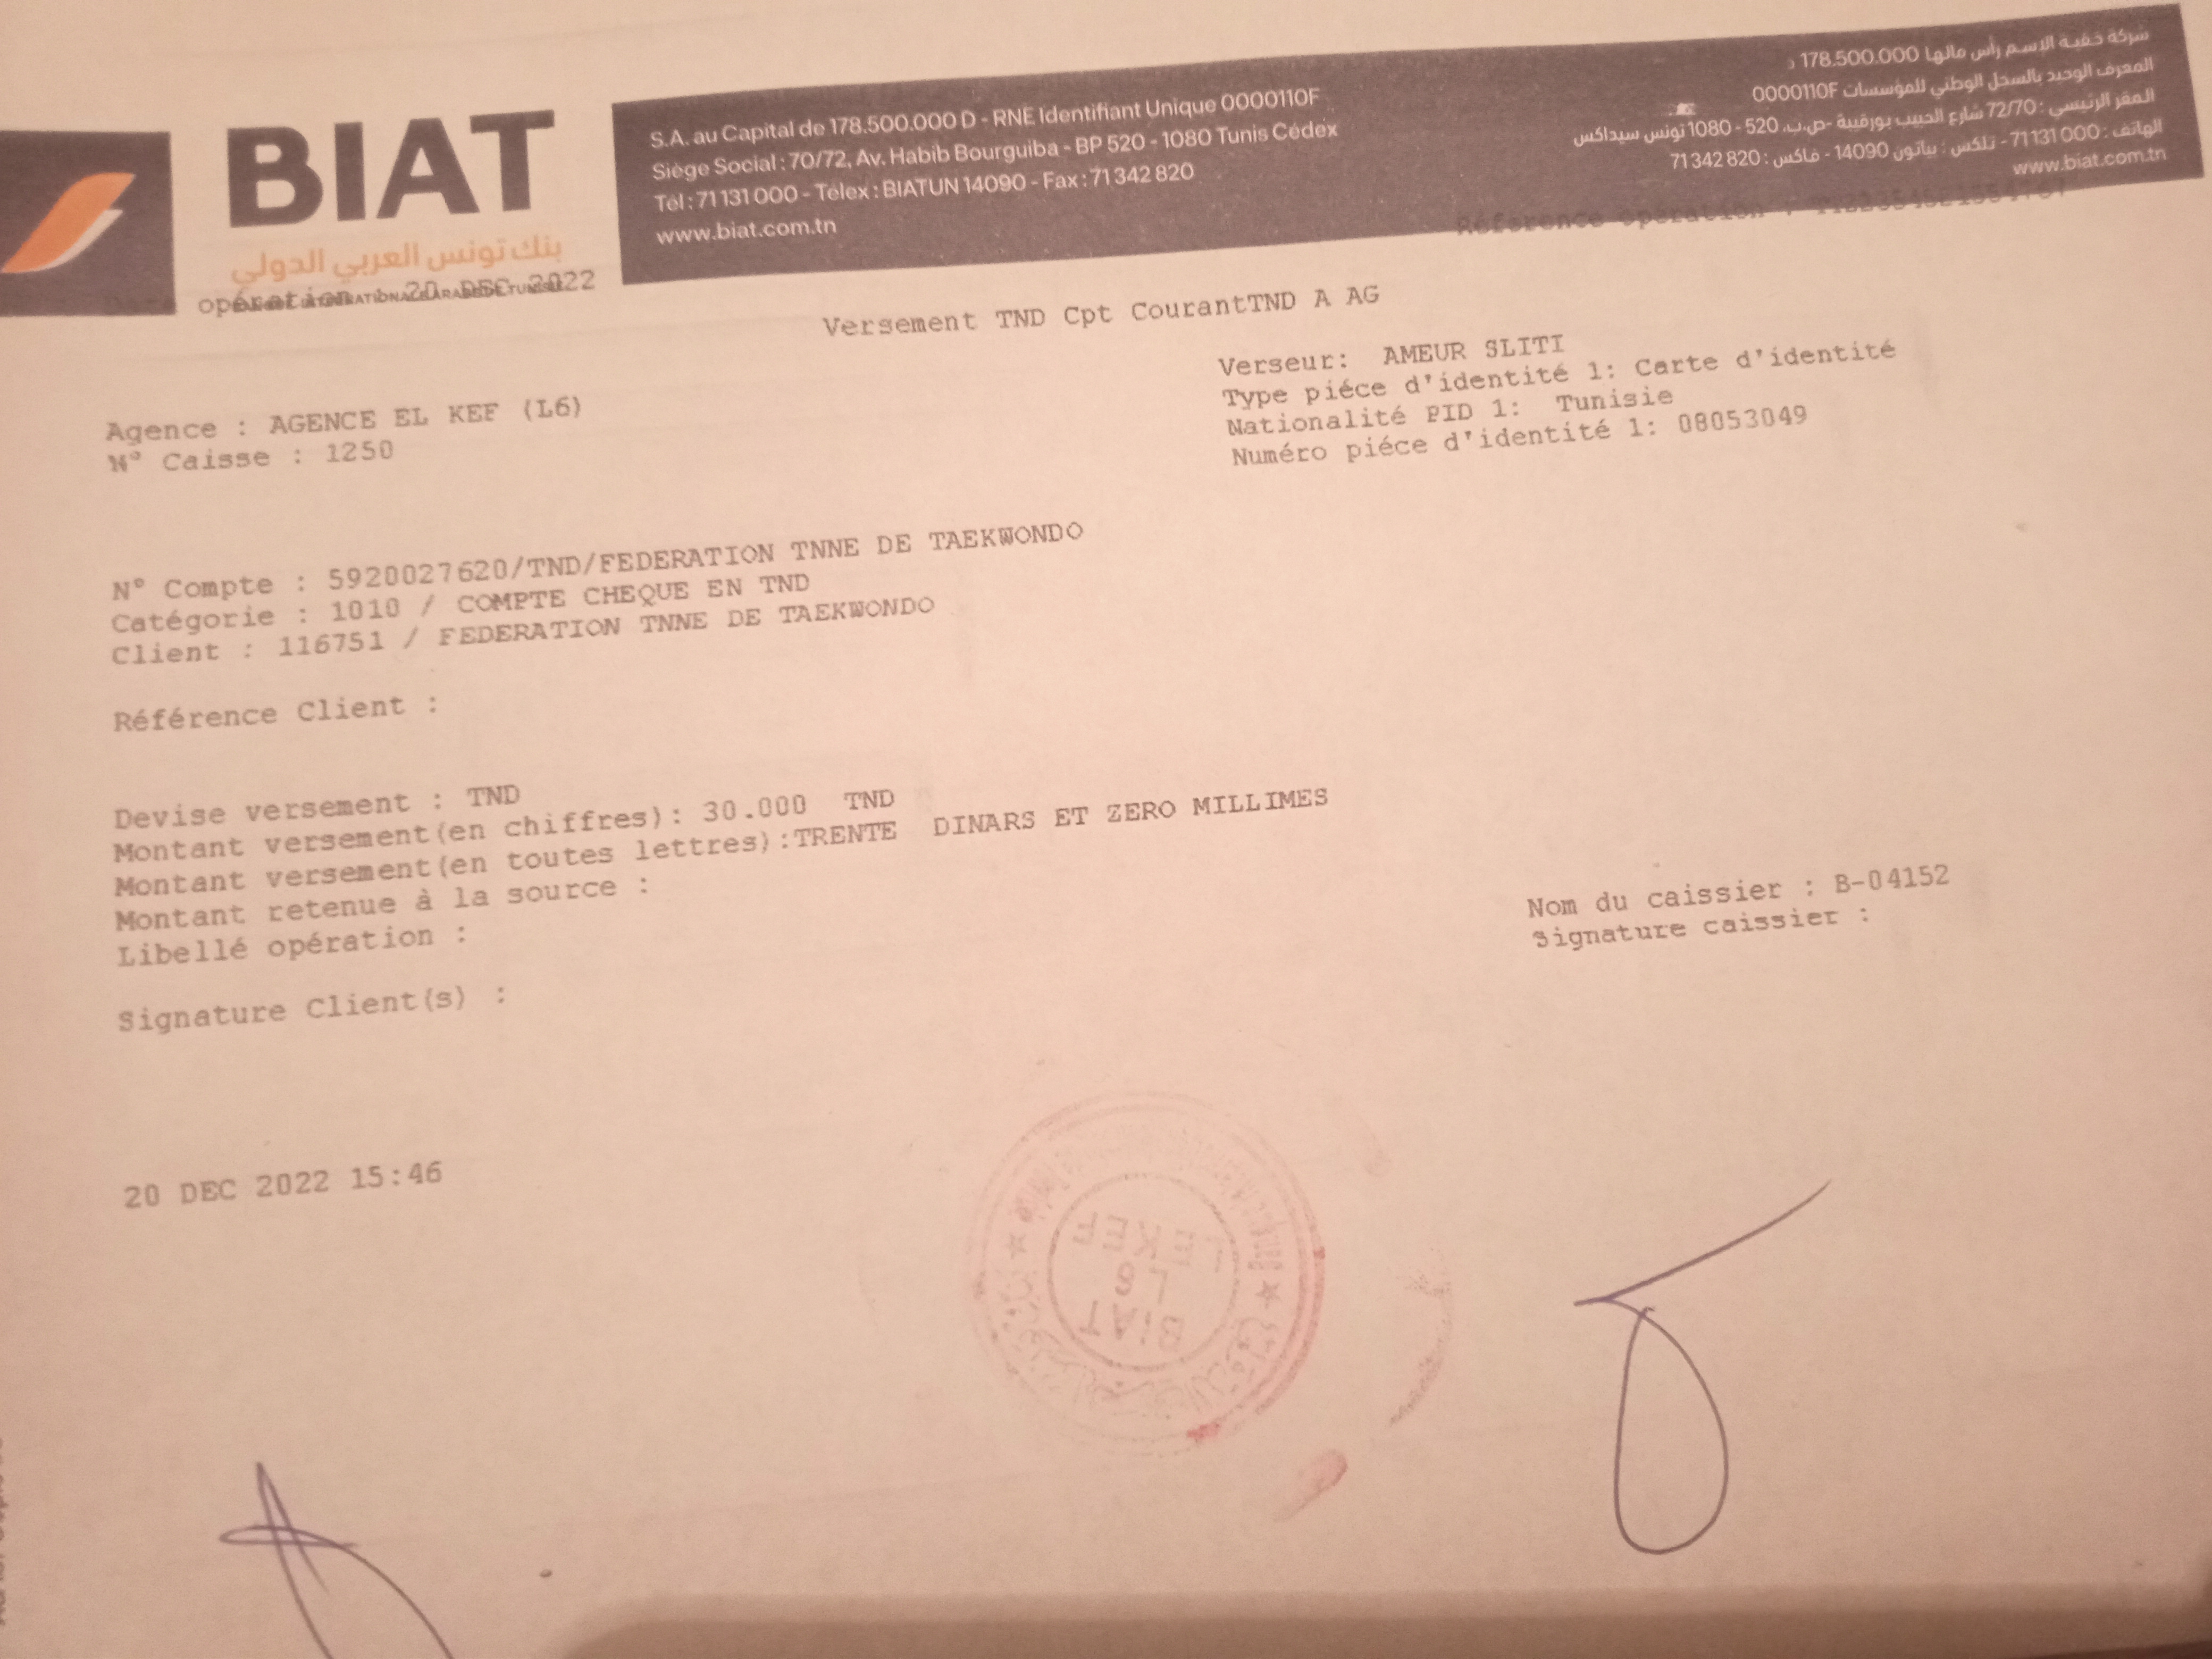 BIAT
بنك تونس العربي الدولي
S.A. au Capital de 178.500.000 D - RNE Identifiant Unique 0000110F
Siège Social : 70/72, Av. Habib Bourguiba - BP 520 - 1080 Tunis Cédex
Tél : 71 131 000 - Telex : BIATUN 14090 - Fax : 71 342 820
www.biat.com.tn
شركة خفية الاسم رأس مالها 178.500.000 د
المعرف الوحيد بالسجل الوطني للمؤسسات 0000110F
المقر الرئيسي : 72/70 شارع الحبيب بورقيبة -ص.ب. 520 - 1080 تونس سيداكس
الهاتف : 71 131 000 - تلكس : بياتون 14090 - فاكس : 71 342 820
www.biat.com.tn
Référence opération :
Date opération : 20 DEC 2022
Versement TND Cpt CourantTND A AG
Verseur: AMEUR SLITI
Type piéce d'identité 1: Carte d'identité
Nationalité PID 1: Tunisie
Numéro piéce d'identité 1: 08053049
Agence : AGENCE EL KEF (L6)
N° Caisse : 1250
N° Compte : 5920027620/TND/FEDERATION TNNE DE TAEKWONDO
Catégorie : 1010 / COMPTE CHEQUE EN TND
Client : 116751 / FEDERATION TNNE DE TAEKWONDO
Référence Client :
Devise versement : TND
Montant versement(en chiffres): 30.000 TND
Montant versement(en toutes lettres):TRENTE DINARS ET ZERO MILLIMES
Montant retenue à la source :
Libellé opération :
Nom du caissier : B-04152
Signature caissier :
Signature Client(s) :
20 DEC 2022 15:46
BIAT
LE KEF